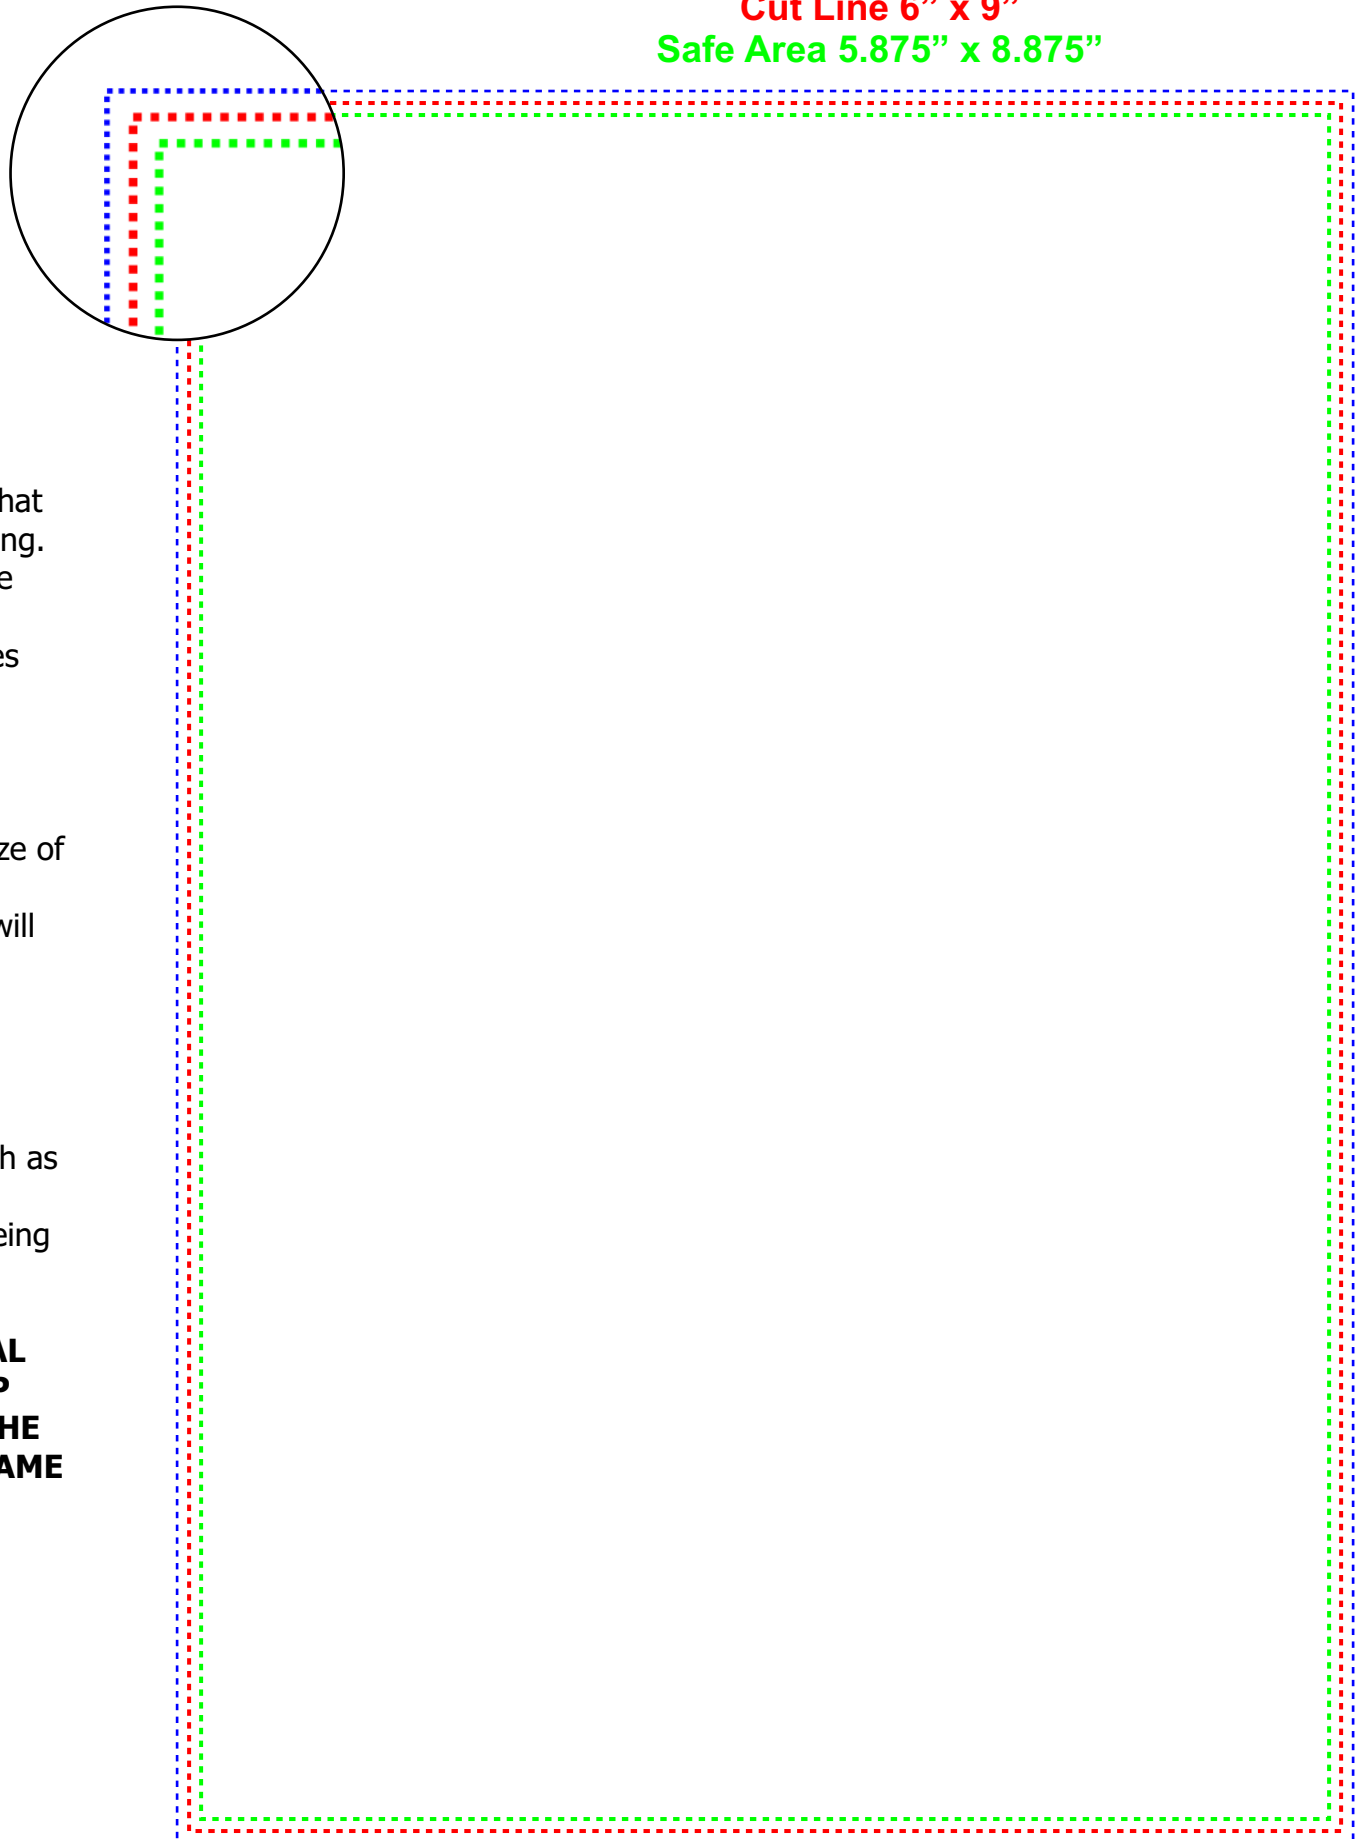 Cut Line 6” x 9”
Safe Area 5.875” x 8.875”
hat
ng.
e
es
ze of
will
h as
eing
AL
P
HE
AME